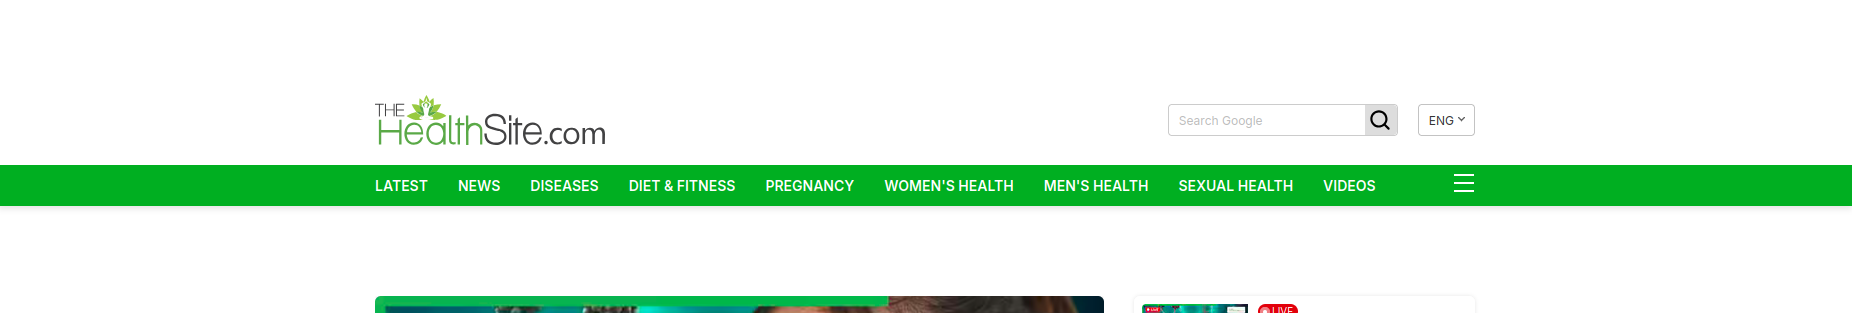 THE
HealthSite.com
Search Google
ENG
LATEST NEWS DISEASES DIET & FITNESS PREGNANCY WOMEN'S HEALTH MEN'S HEALTH SEXUAL HEALTH VIDEOS
LIVE